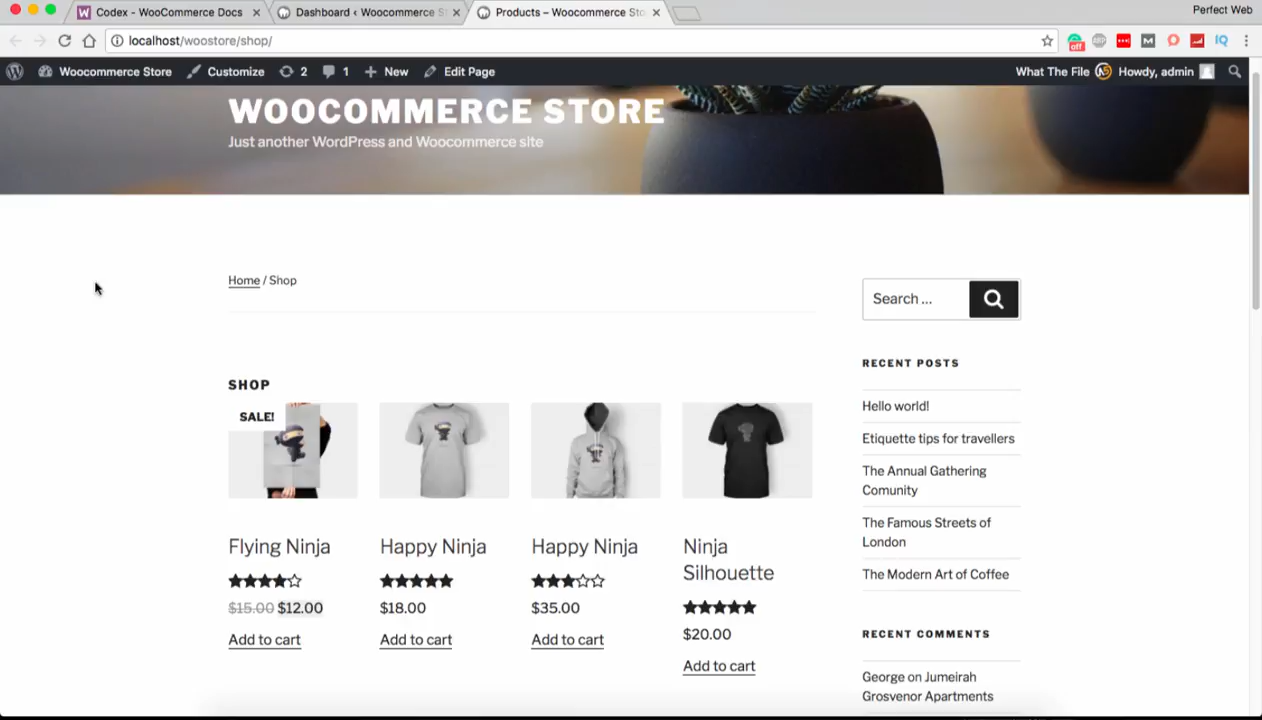 Codex - WooCommerce Docs
Dashboard ‹ Woocommerce S
Products – Woocommerce Sto
Perfect Web
localhost/woostore/shop/
off
ABP
M
IQ
Woocommerce Store
Customize
2
1
New
Edit Page
What The File
Howdy, admin
WOOCOMMERCE STORE
Just another WordPress and Woocommerce site
Home / Shop
Search ...
SHOP
SALE!
Flying Ninja
$15.00 $12.00
Add to cart
Happy Ninja
$18.00
Add to cart
Happy Ninja
$35.00
Add to cart
Ninja
Silhouette
$20.00
Add to cart
RECENT POSTS
Hello world!
Etiquette tips for travellers
The Annual Gathering
Comunity
The Famous Streets of
London
The Modern Art of Coffee
RECENT COMMENTS
George on Jumeirah
Grosvenor Apartments